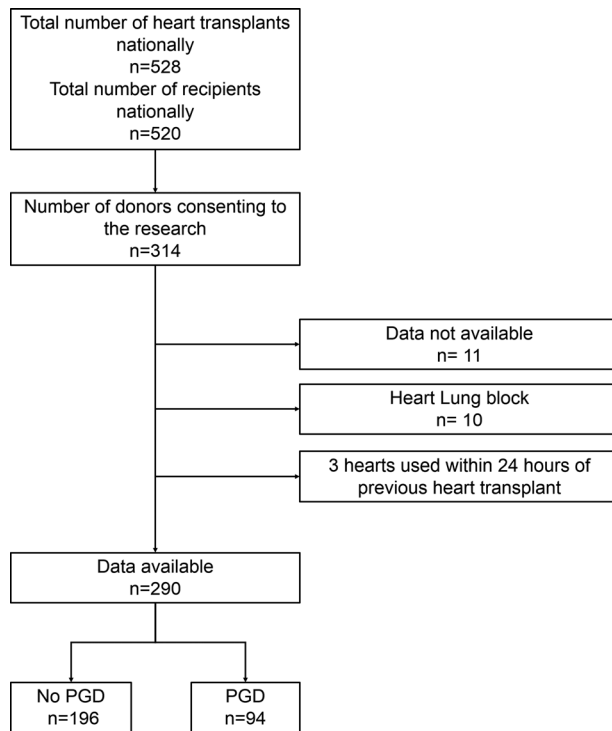 Total number of heart transplants
nationally
n=528
Total number of recipients
nationally
n=520
Number of donors consenting to
the research
n=314
Data not available
n= 11
Heart Lung block
n= 10
3 hearts used within 24 hours of
previous heart transplant
Data available
n=290
No PGD
n=196
PGD
n=94